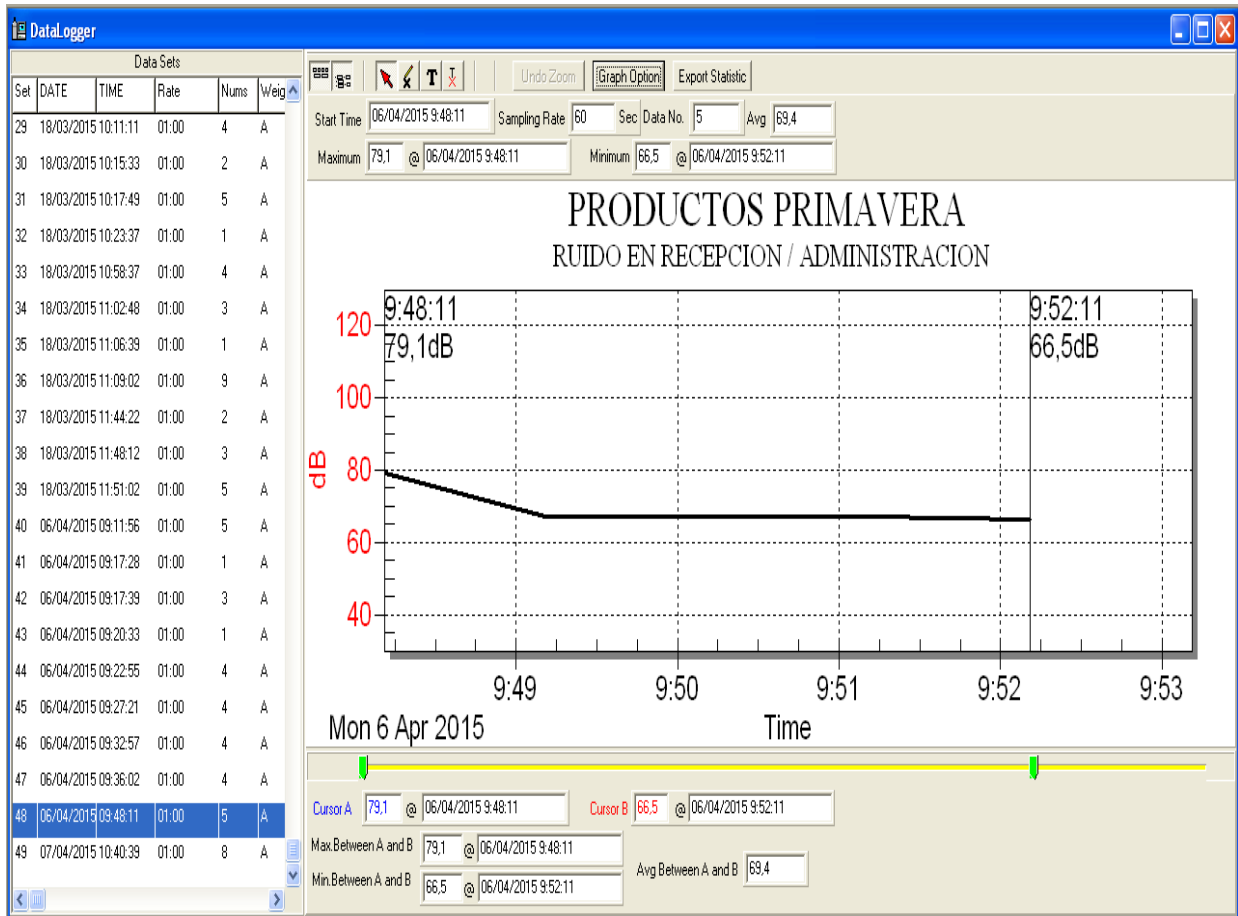 DataLogger
Data Sets
Set DATE TIME Rate Nums Weig
29 18/03/2015 10:11:11 01:00 4 A
30 18/03/2015 10:15:33 01:00 2 A
31 18/03/2015 10:17:49 01:00 5 A
32 18/03/2015 10:23:37 01:00 1 A
33 18/03/2015 10:58:37 01:00 4 A
34 18/03/2015 11:02:48 01:00 3 A
35 18/03/2015 11:06:39 01:00 1 A
36 18/03/2015 11:09:02 01:00 9 A
37 18/03/2015 11:44:22 01:00 2 A
38 18/03/2015 11:48:12 01:00 3 A
39 18/03/2015 11:51:02 01:00 5 A
40 06/04/2015 09:11:56 01:00 5 A
41 06/04/2015 09:17:28 01:00 1 A
42 06/04/2015 09:17:39 01:00 3 A
43 06/04/2015 09:20:33 01:00 1 A
44 06/04/2015 09:22:55 01:00 4 A
45 06/04/2015 09:27:21 01:00 4 A
46 06/04/2015 09:32:57 01:00 4 A
47 06/04/2015 09:36:02 01:00 4 A
48 06/04/2015 09:48:11 01:00 5 A
49 07/04/2015 10:40:39 01:00 8 A
T T Undo Zoom Graph Option Export Statistic
Start Time 06/04/2015 9:48:11 Sampling Rate 60 Sec Data No. 5 Avg 69,4
Maximum 79,1 @ 06/04/2015 9:48:11 Minimum 66,5 @ 06/04/2015 9:52:11
PRODUCTOS PRIMAVERA
RUIDO EN RECEPCION / ADMINISTRACION
9:48:11 9:52:11
79,1dB 66,5dB
120
100
80
60
40
dB
9:49 9:50 9:51 9:52 9:53
Mon 6 Apr 2015 Time
Cursor A 79,1 @ 06/04/2015 9:48:11 Cursor B 66,5 @ 06/04/2015 9:52:11
Max.Between A and B 79,1 @ 06/04/2015 9:48:11
Min.Between A and B 66,5 @ 06/04/2015 9:52:11
Avg Between A and B 69,4